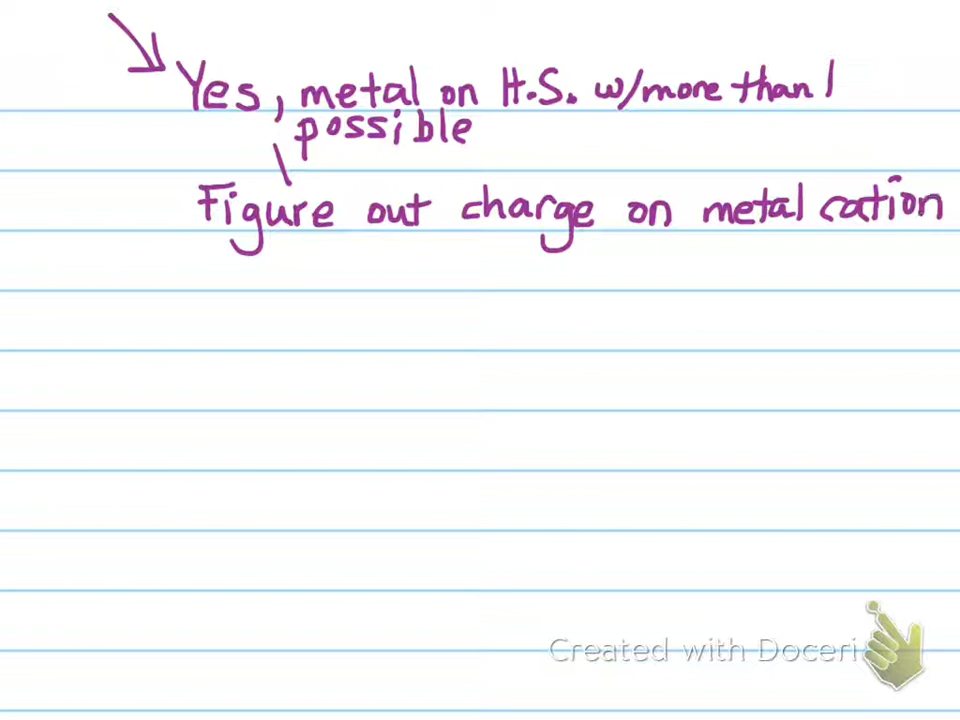 Yes, metal on H.S. w/more than 1
possible
Figure out charge on metal cation
Created with Doceri